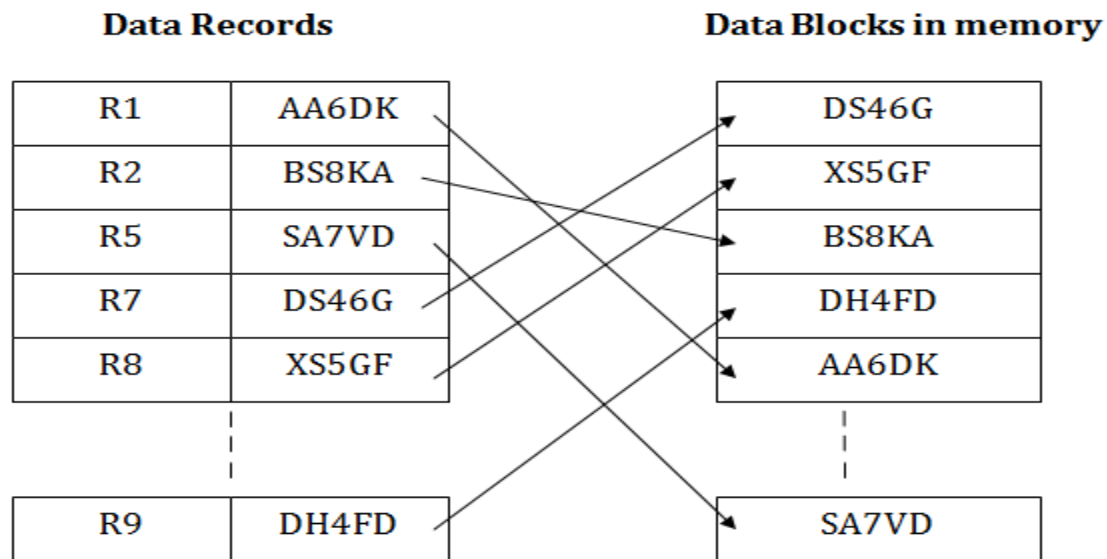 Data Records
Data Blocks in memory
R1 AA6DK
R2 BS8KA
R5 SA7VD
R7 DS46G
R8 XS5GF
R9 DH4FD
DS46G
XS5GF
BS8KA
DH4FD
AA6DK
SA7VD